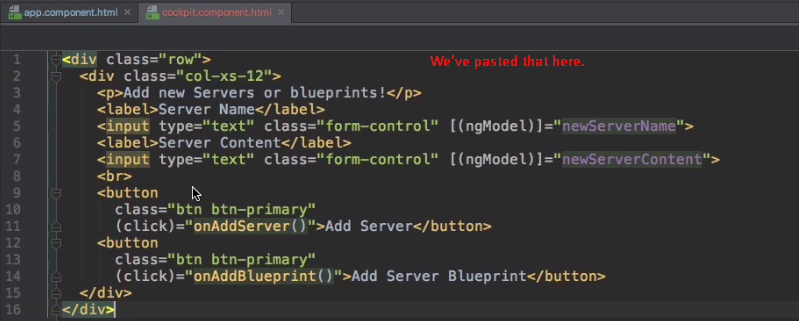 app.component.html
cockpit.component.html
We've pasted that here.
1 <div class="row">
2 <div class="col-xs-12">
3 <p>Add new Servers or blueprints!</p>
4 <label>Server Name</label>
5 <input type="text" class="form-control" [(ngModel)]="newServerName">
6 <label>Server Content</label>
7 <input type="text" class="form-control" [(ngModel)]="newServerContent">
8 <br>
9 <button
10 class="btn btn-primary"
11 (click)="onAddServer()">Add Server</button>
12 <button
13 class="btn btn-primary"
14 (click)="onAddBlueprint()">Add Server Blueprint</button>
15 </div>
16 </div>